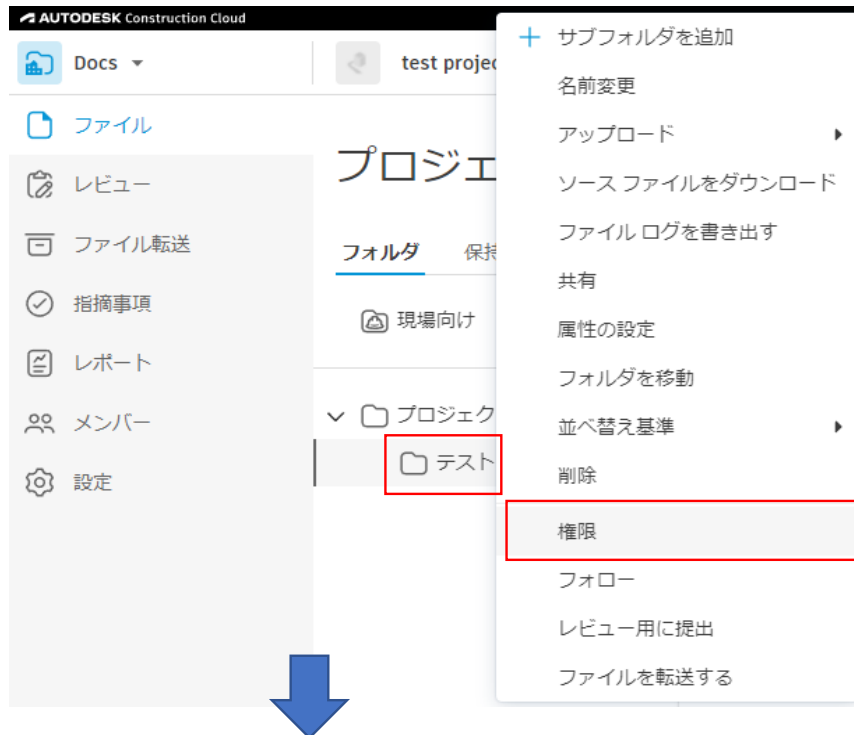 AUTODESK Construction Cloud
Docs
test projec
ファイル
レビュー
ファイル転送
指摘事項
レポート
メンバー
設定
プロジェ
フォルダ 保持
現場向け
プロジェク
テスト
サブフォルダを追加
名前変更
アップロード
ソース ファイルをダウンロード
ファイル ログを書き出す
共有
属性の設定
フォルダを移動
並べ替え基準
削除
権限
フォロー
レビュー用に提出
ファイルを転送する